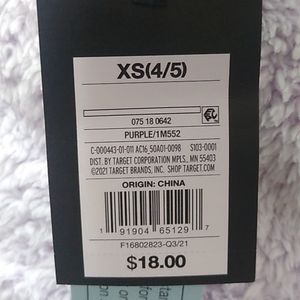 XS(4/5)
075 18 0642
PURPLE/1M552
C-000443-01-011 AC16_50A01-0098 S103-0001
DIST. BY TARGET CORPORATION MPLS., MN 55403
©2021 TARGET BRANDS, INC. SHOP TARGET.COM
ORIGIN: CHINA
1 91904 65129 7
F16802823-Q3/21
$18.00